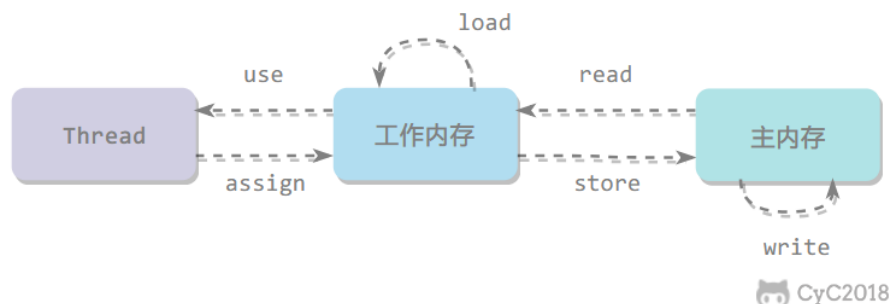 load
use
read
Thread
工作内存
主内存
assign
store
write
CyC2018